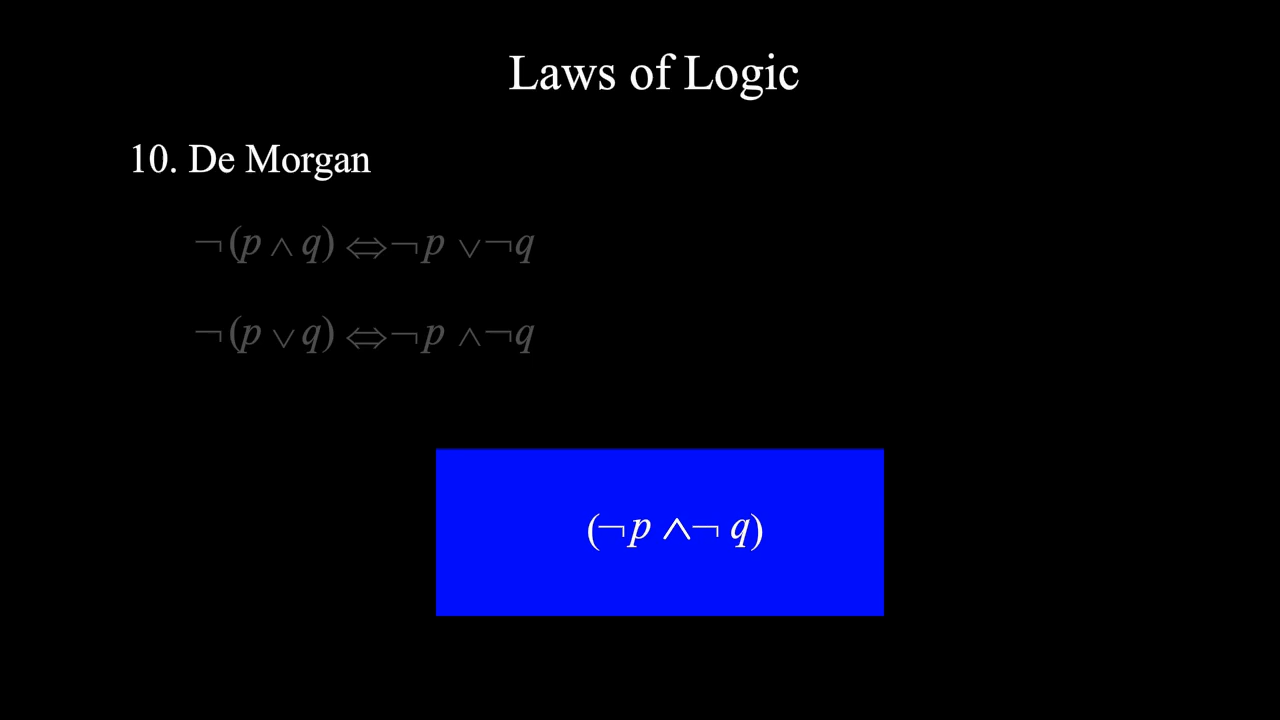 Laws of Logic
10. De Morgan
¬(p ∧ q) ⇔ ¬p ∨ ¬q
¬(p ∨ q) ⇔ ¬p ∧ ¬q
(¬p ∧ ¬ q)